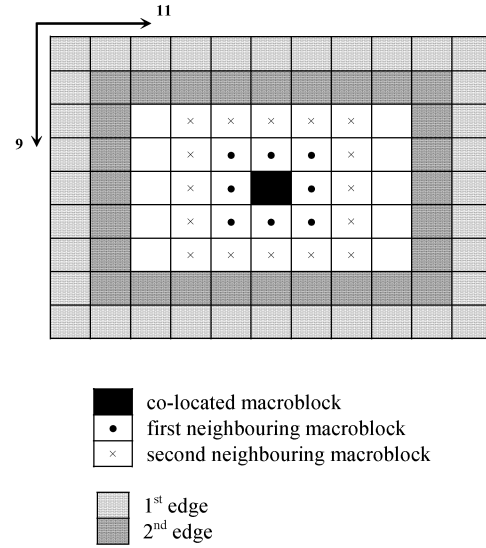 11
9
co-located macroblock
first neighbouring macroblock
second neighbouring macroblock
1st edge
2nd edge